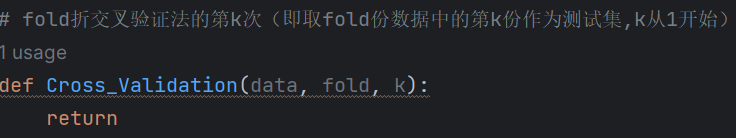 # fold折交叉验证法的第k次（即取fold份数据中的第k份作为测试集,k从1开始）
1 usage
def Cross_Validation(data, fold, k):
    return